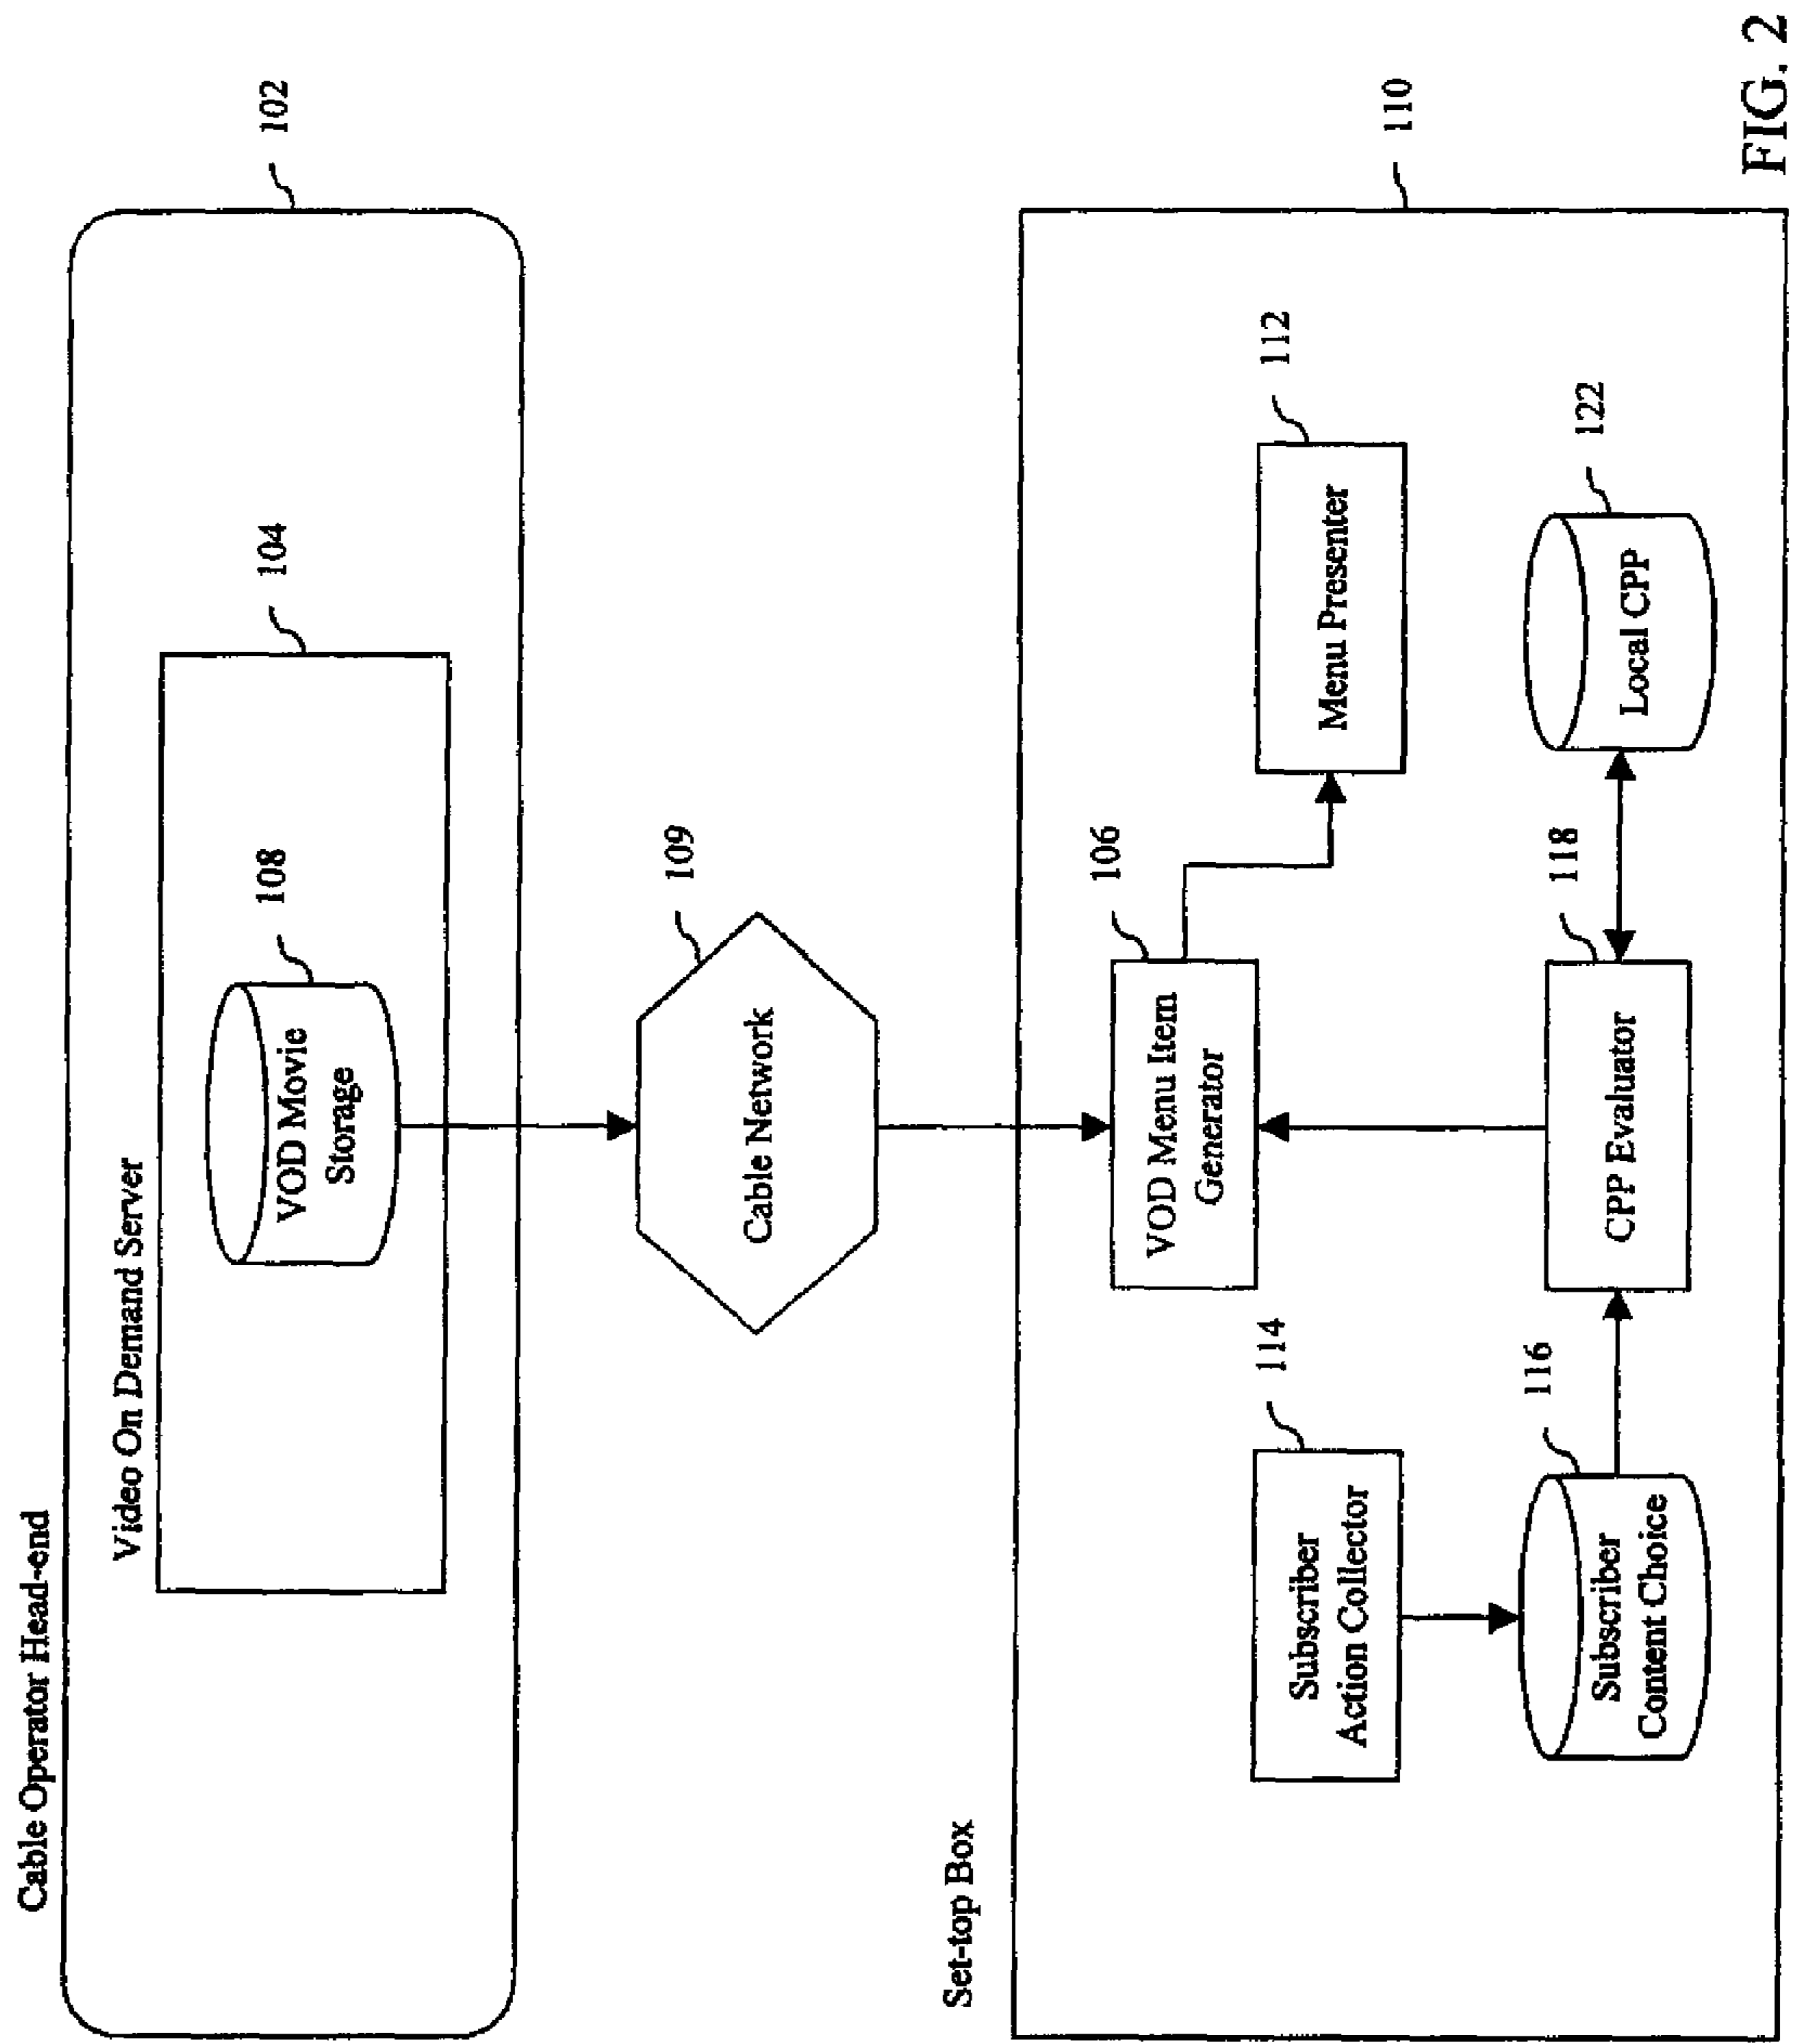 Cable Operator Head-end
102
Video On Demand Server
104
108
VOD Movie
Storage
109
Cable Network
Set-top Box
110
106
VOD Menu Item
Generator
112
Menu Presenter
114
Subscriber
Action Collector
116
Subscriber
Content Choice
118
CPP Evaluator
122
Local CPP
FIG. 2